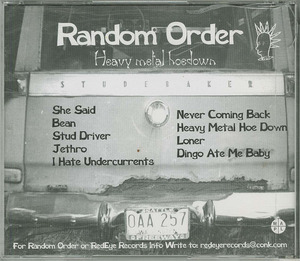 Random Order
Heavy metal hoedown
STUDEBAKER
She Said
Bean
Stud Driver
Jethro
I Hate Undercurrents
Never Coming Back
Heavy Metal Hoe Down
Loner
Dingo Ate Me Baby
OAA 257
For Random Order or RedEye Records Info Write to: redeyerecords@conk.com